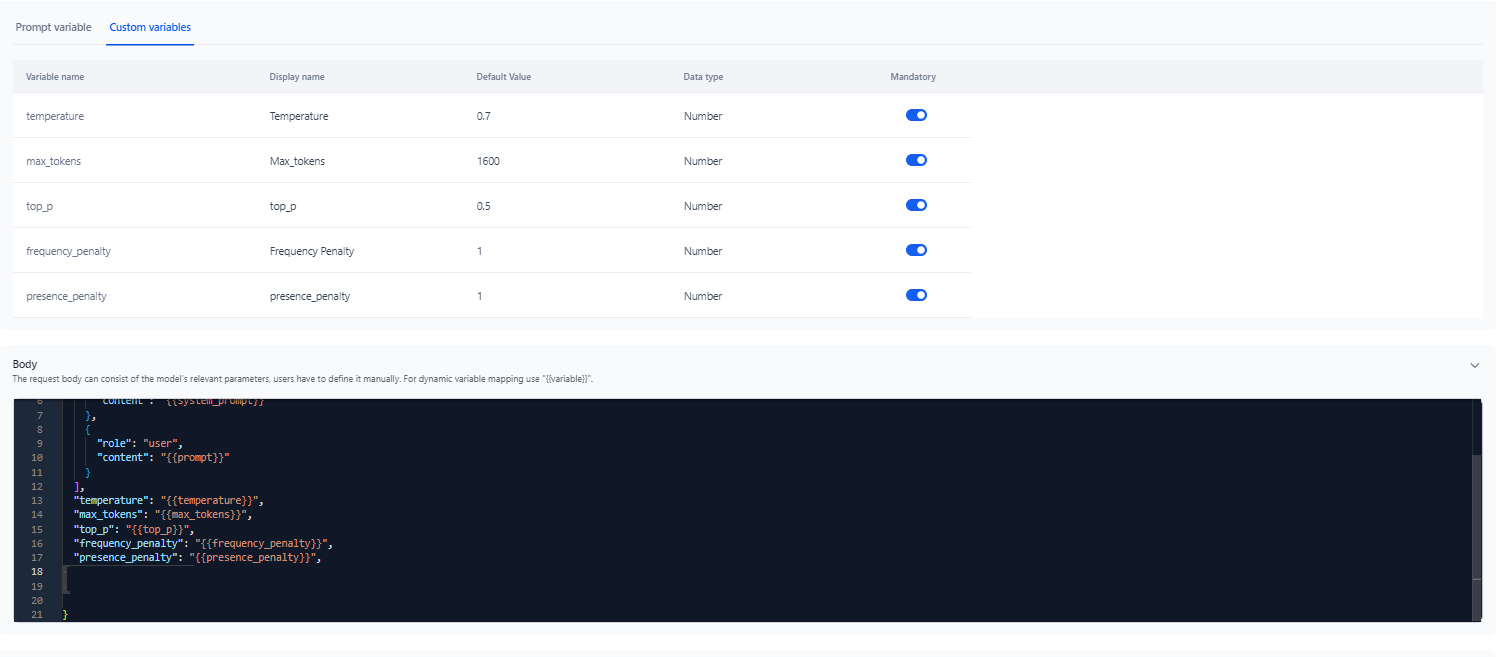 Prompt variable Custom variables
Variable name Display name Default Value Data type Mandatory
temperature Temperature 0.7 Number
max_tokens Max_tokens 1600 Number
top_p top_p 0.5 Number
frequency_penalty Frequency Penalty 1 Number
presence_penalty presence_penalty 1 Number
Body
The request body can consist of the model's relevant parameters, users have to define it manually. For dynamic variable mapping use "{{variable}}".
6 "content": "{{system_prompt}}"
7 },
8 {
9 "role": "user",
10 "content": "{{prompt}}"
11 }
12 ],
13 "temperature": "{{temperature}}",
14 "max_tokens": "{{max_tokens}}",
15 "top_p": "{{top_p}}",
16 "frequency_penalty": "{{frequency_penalty}}",
17 "presence_penalty": "{{presence_penalty}}",
18
19
20
21 }